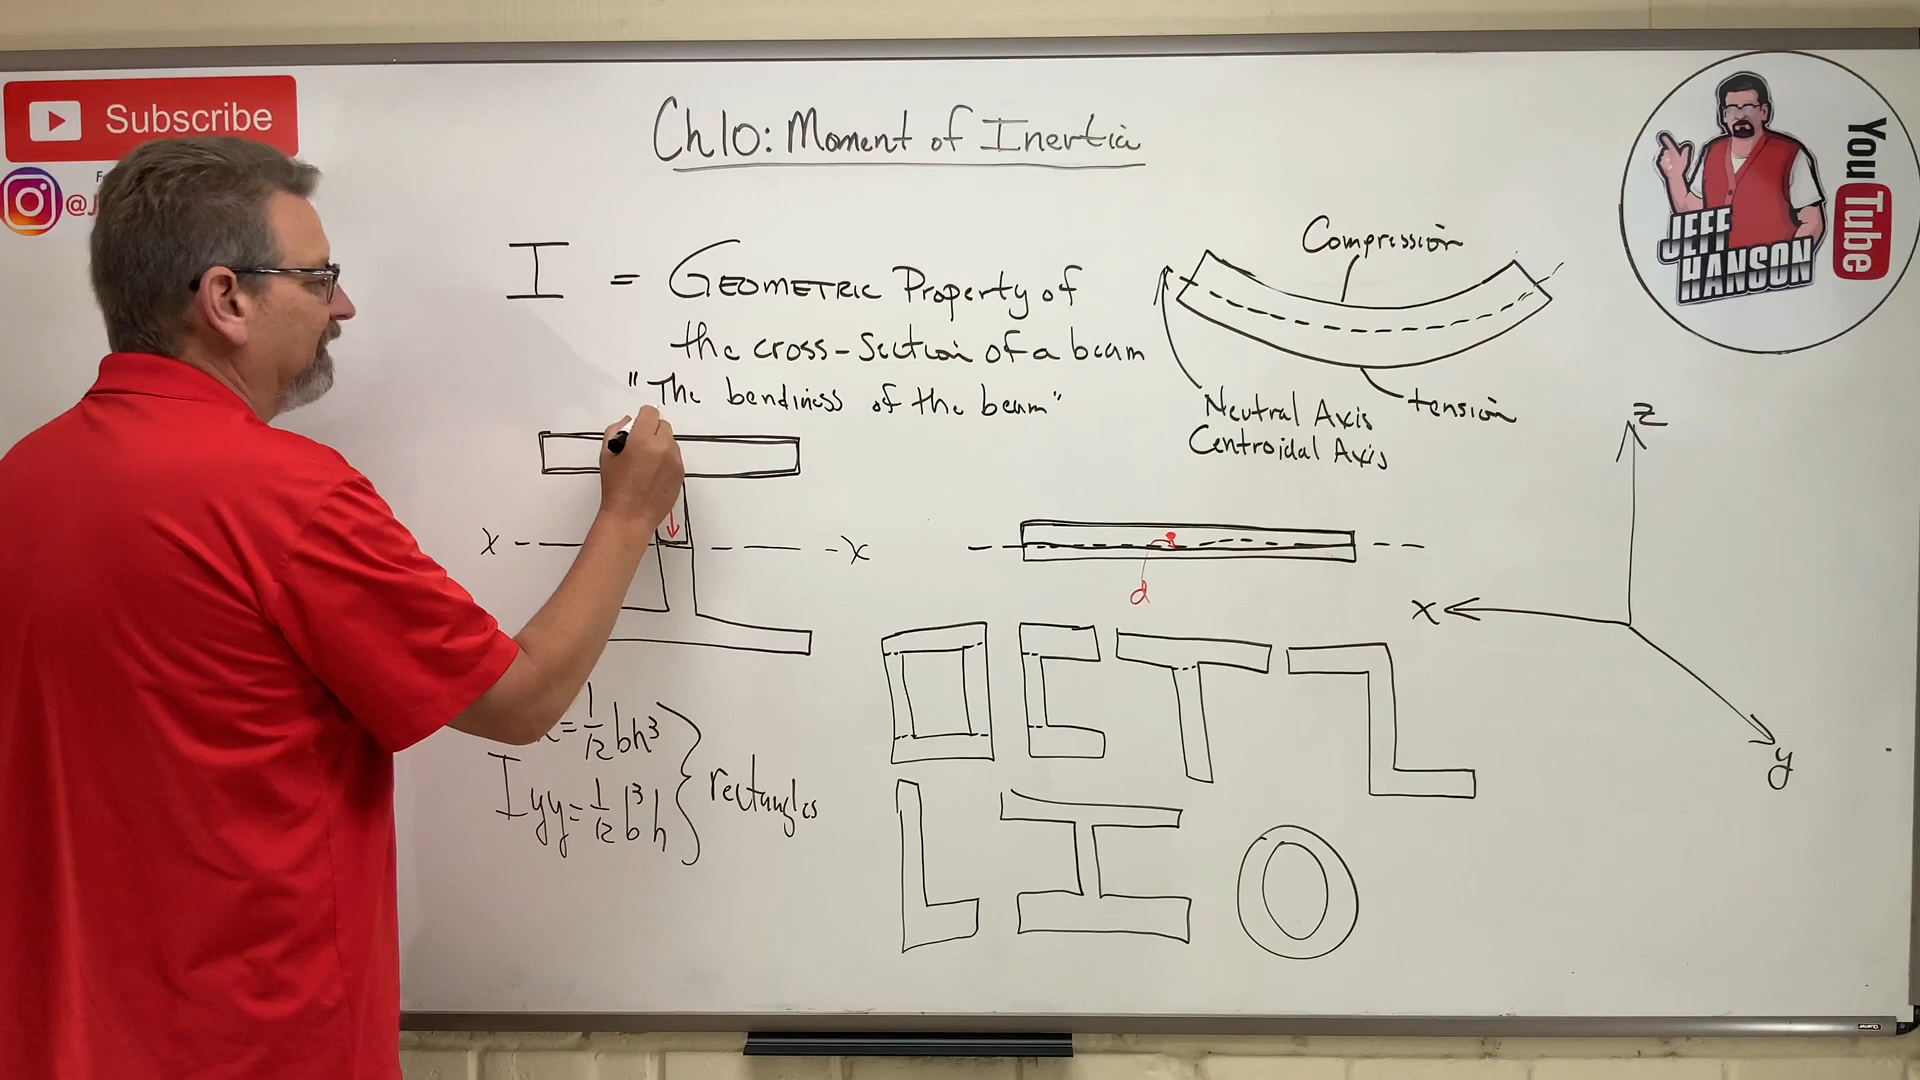 Subscribe
@J
Ch10: Moment of Inertia
YouTube
JEFF
HANSON
I = GEOMETRIC Property of
the cross-section of a beam
"The bendiness of the beam"
Compression
tension
Neutral Axis
Centroidal Axis
x
x
d
z
x
y
= 1/12 bh³
Iyy = 1/12 b³h
rectangles